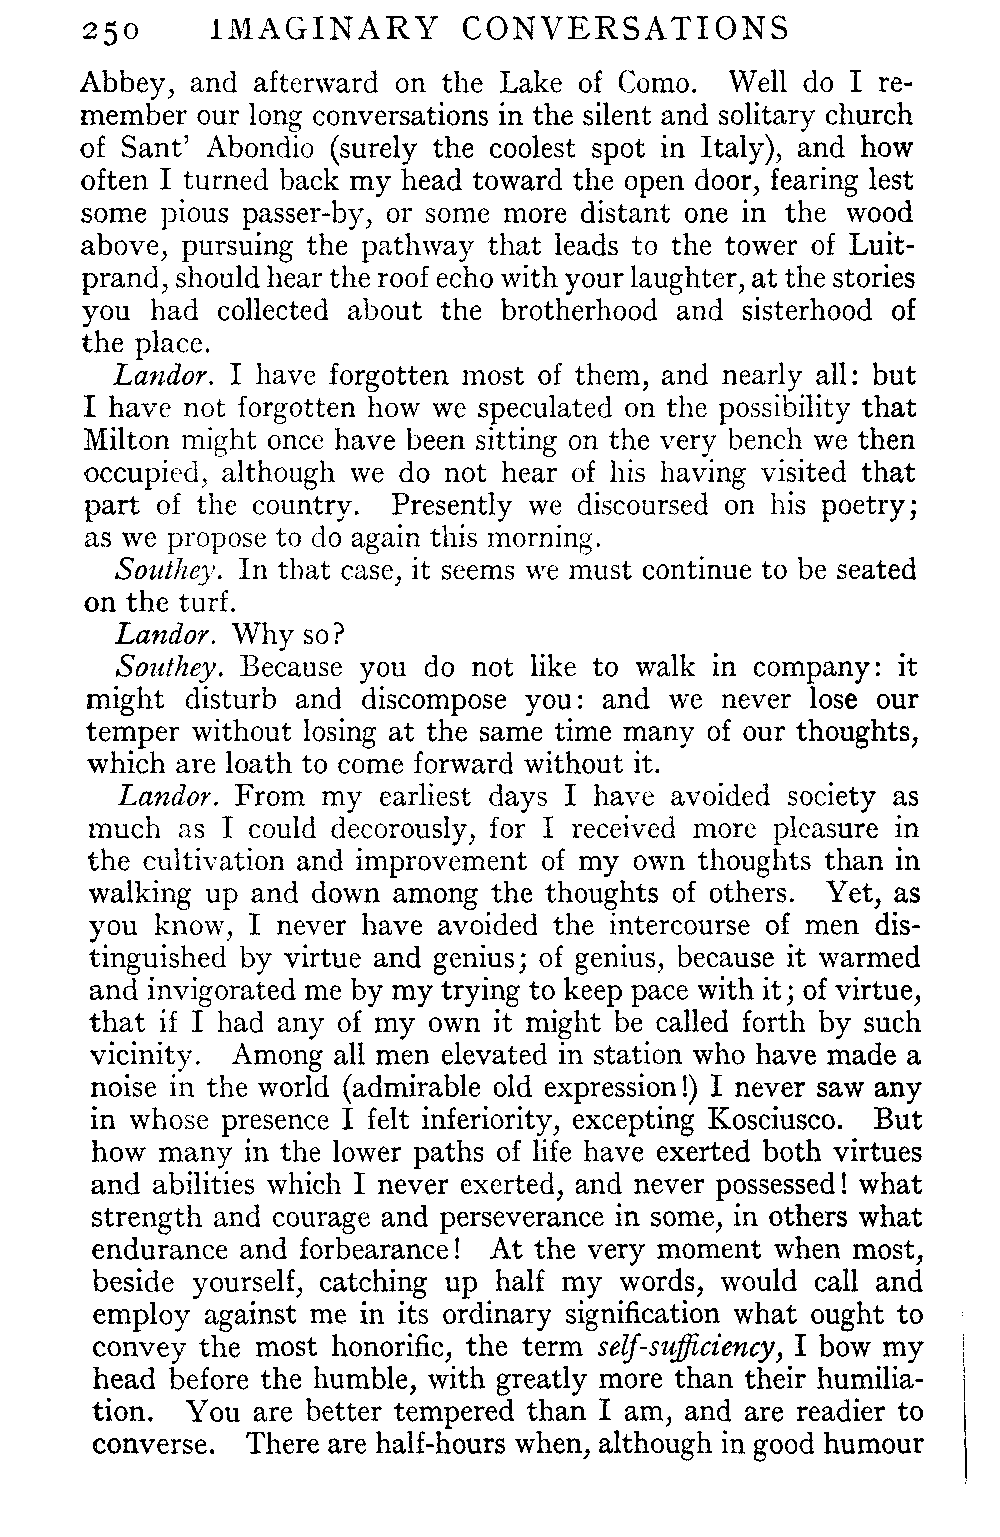 250 IMAGINARY CONVERSATIONS
Abbey, and afterward on the Lake of Como. Well do I re-
member our long conversations in the silent and solitary church
of Sant' Abondio (surely the coolest spot in Italy), and how
often I turned back my head toward the open door, fearing lest
some pious passer-by, or some more distant one in the wood
above, pursuing the pathway that leads to the tower of Luit-
prand, should hear the roof echo with your laughter, at the stories
you had collected about the brotherhood and sisterhood of
the place.
Landor. I have forgotten most of them, and nearly all: but
I have not forgotten how we speculated on the possibility that
Milton might once have been sitting on the very bench we then
occupied, although we do not hear of his having visited that
part of the country. Presently we discoursed on his poetry;
as we propose to do again this morning.
Southey. In that case, it seems we must continue to be seated
on the turf.
Landor. Why so?
Southey. Because you do not like to walk in company: it
might disturb and discompose you: and we never lose our
temper without losing at the same time many of our thoughts,
which are loath to come forward without it.
Landor. From my earliest days I have avoided society as
much as I could decorously, for I received more pleasure in
the cultivation and improvement of my own thoughts than in
walking up and down among the thoughts of others. Yet, as
you know, I never have avoided the intercourse of men dis-
tinguished by virtue and genius; of genius, because it warmed
and invigorated me by my trying to keep pace with it; of virtue,
that if I had any of my own it might be called forth by such
vicinity. Among all men elevated in station who have made a
noise in the world (admirable old expression!) I never saw any
in whose presence I felt inferiority, excepting Kosciusco. But
how many in the lower paths of life have exerted both virtues
and abilities which I never exerted, and never possessed! what
strength and courage and perseverance in some, in others what
endurance and forbearance! At the very moment when most,
beside yourself, catching up half my words, would call and
employ against me in its ordinary signification what ought to
convey the most honorific, the term self-sufficiency, I bow my
head before the humble, with greatly more than their humilia-
tion. You are better tempered than I am, and are readier to
converse. There are half-hours when, although in good humour